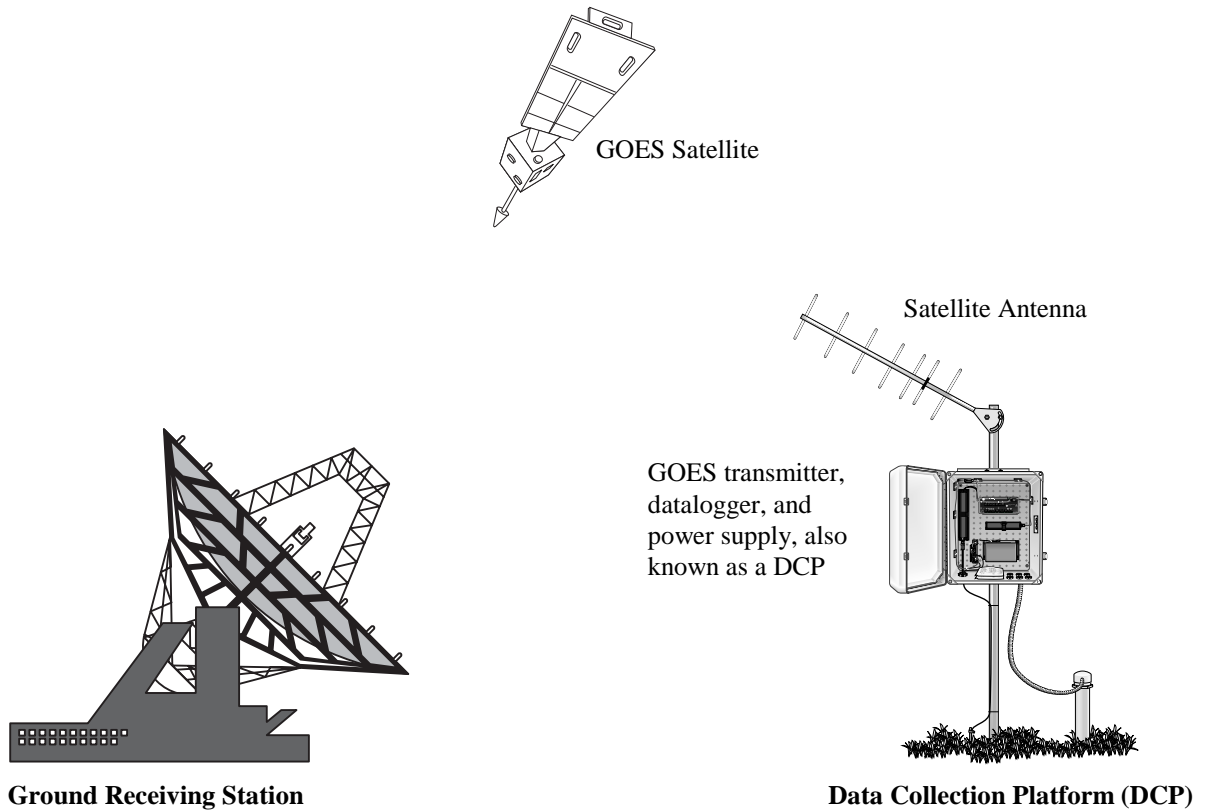 GOES Satellite
Satellite Antenna
GOES transmitter,
datalogger, and
power supply, also
known as a DCP
Ground Receiving Station
Data Collection Platform (DCP)